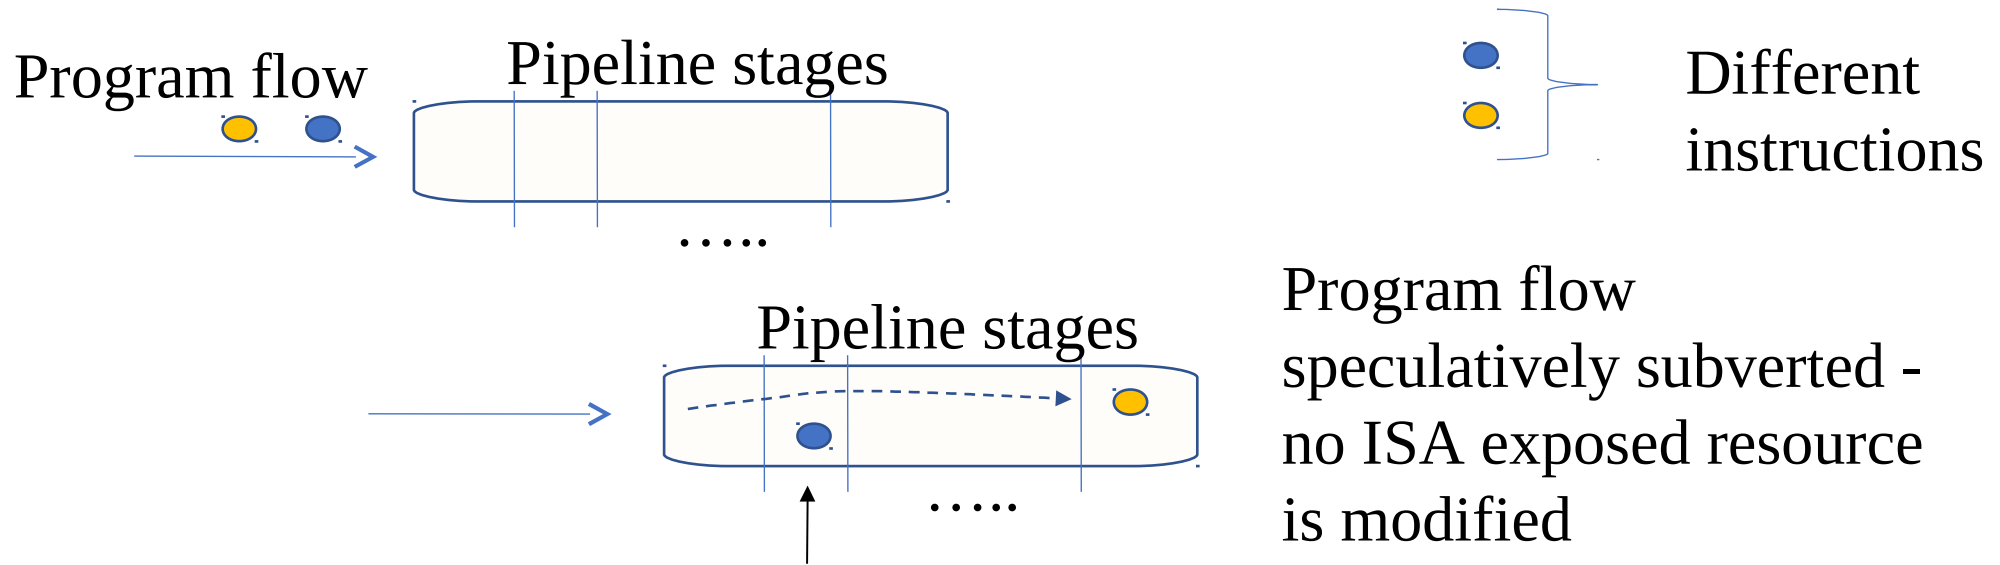 Program flow
Pipeline stages
Different
instructions
…..
Pipeline stages
Program flow
speculatively subverted -
no ISA exposed resource
is modified
…..